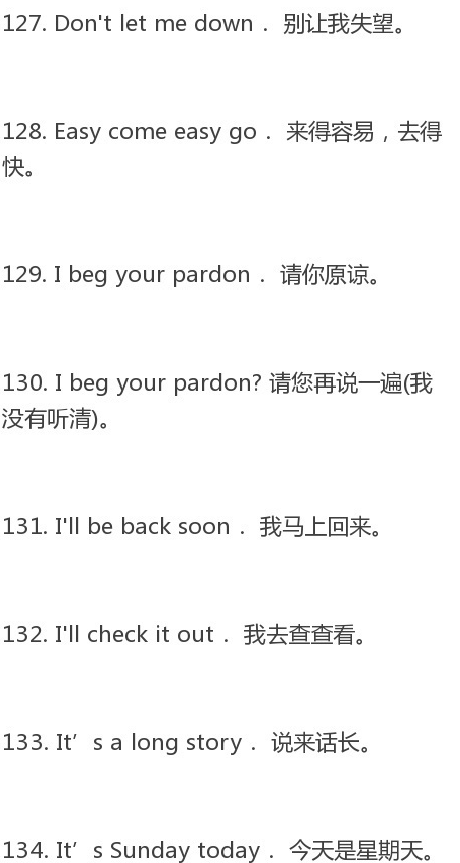 127. Don't let me down． 别让我失望。
128. Easy come easy go． 来得容易，去得
快。
129. I beg your pardon． 请你原谅。
130. I beg your pardon? 请您再说一遍(我
没有听清)。
131. I'll be back soon． 我马上回来。
132. I'll check it out． 我去查查看。
133. It’s a long story． 说来话长。
134. It’s Sunday today． 今天是星期天。